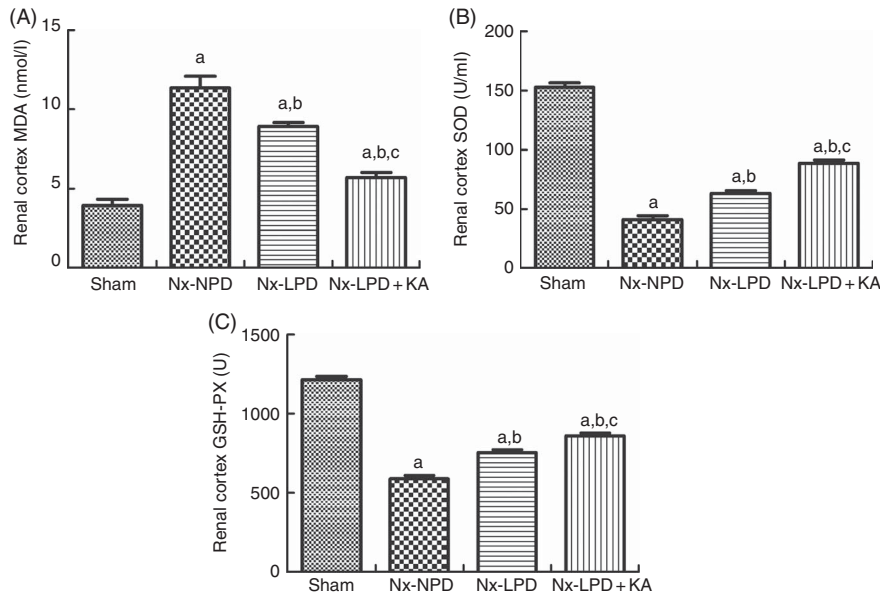 (A)
Renal cortex MDA (nmol/l)
15
10
5
0
a
a,b
a,b,c
Sham
Nx-NPD
Nx-LPD
Nx-LPD + KA
(B)
Renal cortex SOD (U/ml)
200
150
100
50
0
a
a,b
a,b,c
Sham
Nx-NPD
Nx-LPD
Nx-LPD + KA
(C)
Renal cortex GSH-PX (U)
1500
1000
500
0
a
a,b
a,b,c
Sham
Nx-NPD
Nx-LPD
Nx-LPD + KA